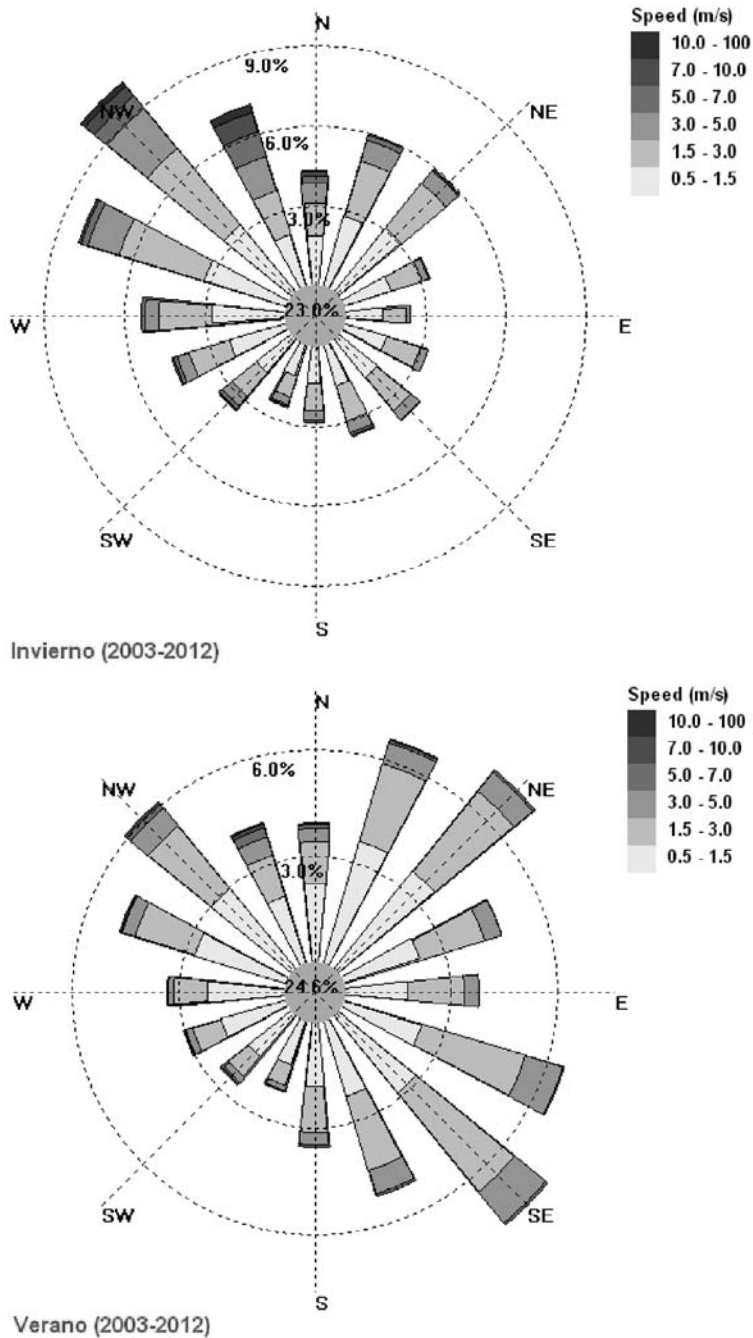 N
Speed (m/s)
10.0 - 100
7.0 - 10.0
5.0 - 7.0
3.0 - 5.0
1.5 - 3.0
0.5 - 1.5
9.0%
NW
NE
6.0%
3.0%
W
23.0%
E
SW
SE
S
Invierno (2003-2012)
N
Speed (m/s)
10.0 - 100
7.0 - 10.0
5.0 - 7.0
3.0 - 5.0
1.5 - 3.0
0.5 - 1.5
6.0%
NW
NE
3.0%
W
24.6%
E
SW
SE
S
Verano (2003-2012)